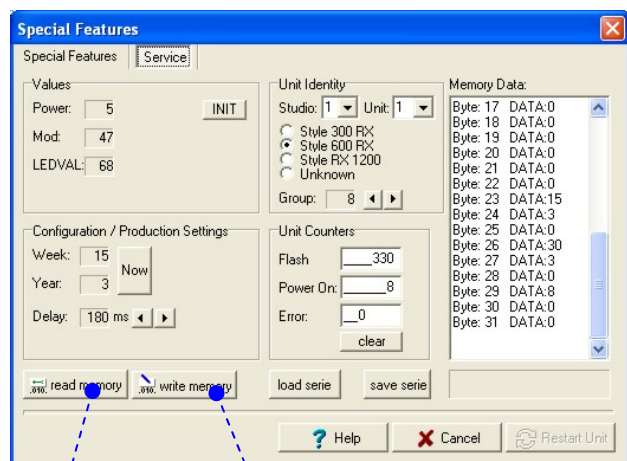 Special Features
Special Features Service
Values
Power: 5 INIT
Mod: 47
LEDVAL: 68
Unit Identity
Studio: 1 Unit: 1
Style 300 RX
Style 600 RX
Style RX 1200
Unknown
Group: 8
Memory Data:
Byte: 17 DATA:0
Byte: 18 DATA:0
Byte: 19 DATA:0
Byte: 20 DATA:0
Byte: 21 DATA:0
Byte: 22 DATA:0
Byte: 23 DATA:15
Byte: 24 DATA:3
Byte: 25 DATA:0
Byte: 26 DATA:30
Byte: 27 DATA:3
Byte: 28 DATA:0
Byte: 29 DATA:8
Byte: 30 DATA:0
Byte: 31 DATA:0
Configuration / Production Settings
Week: 15
Now
Year: 3
Delay: 180 ms
Unit Counters
Flash ____330
Power On: ______8
Error: __0
clear
.010. read memory .010. write memory load serie save serie
? Help Cancel Restart Unit